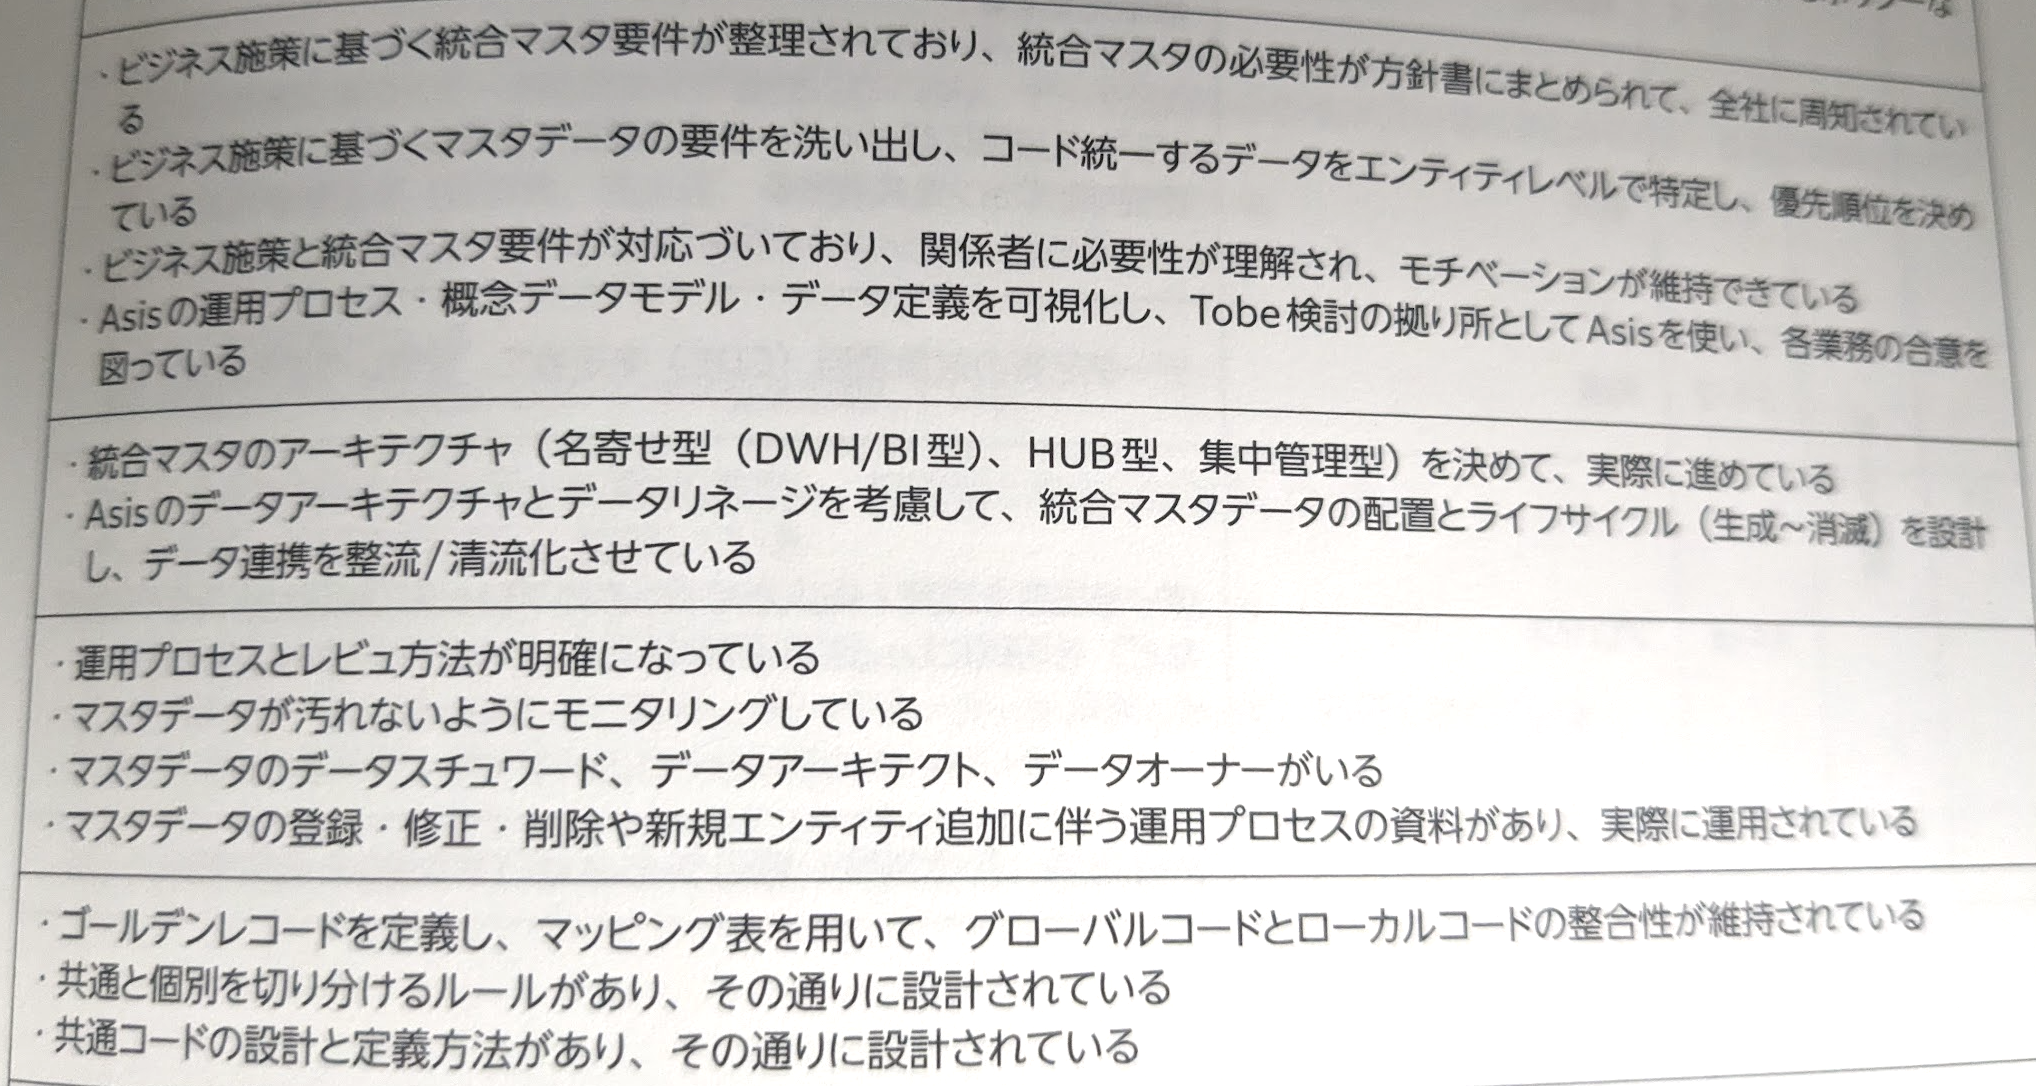 ・ビジネス施策に基づく統合マスタ要件が整理されており、統合マスタの必要性が方針書にまとめられて、全社に周知されてい
る
・ビジネス施策に基づくマスタデータの要件を洗い出し、コード統一するデータをエンティティレベルで特定し、優先順位を決め
ている
・ビジネス施策と統合マスタ要件が対応づいており、関係者に必要性が理解され、モチベーションが維持できている
・Asisの運用プロセス・概念データモデル・データ定義を可視化し、Tobe検討の拠り所としてAsisを使い、各業務の合意を
図っている
・統合マスタのアーキテクチャ（名寄せ型（DWH/BI型）、HUB型、集中管理型）を決めて、実際に進めている
・Asisのデータアーキテクチャとデータリネージを考慮して、統合マスタデータの配置とライフサイクル（生成〜消滅）を設計
し、データ連携を整流/清流化させている
・運用プロセスとレビュ方法が明確になっている
・マスタデータが汚れないようにモニタリングしている
・マスタデータのデータスチュワード、データアーキテクト、データオーナーがいる
・マスタデータの登録・修正・削除や新規エンティティ追加に伴う運用プロセスの資料があり、実際に運用されている
・ゴールデンレコードを定義し、マッピング表を用いて、グローバルコードとローカルコードの整合性が維持されている
・共通と個別を切り分けるルールがあり、その通りに設計されている
・共通コードの設計と定義方法があり、その通りに設計されている